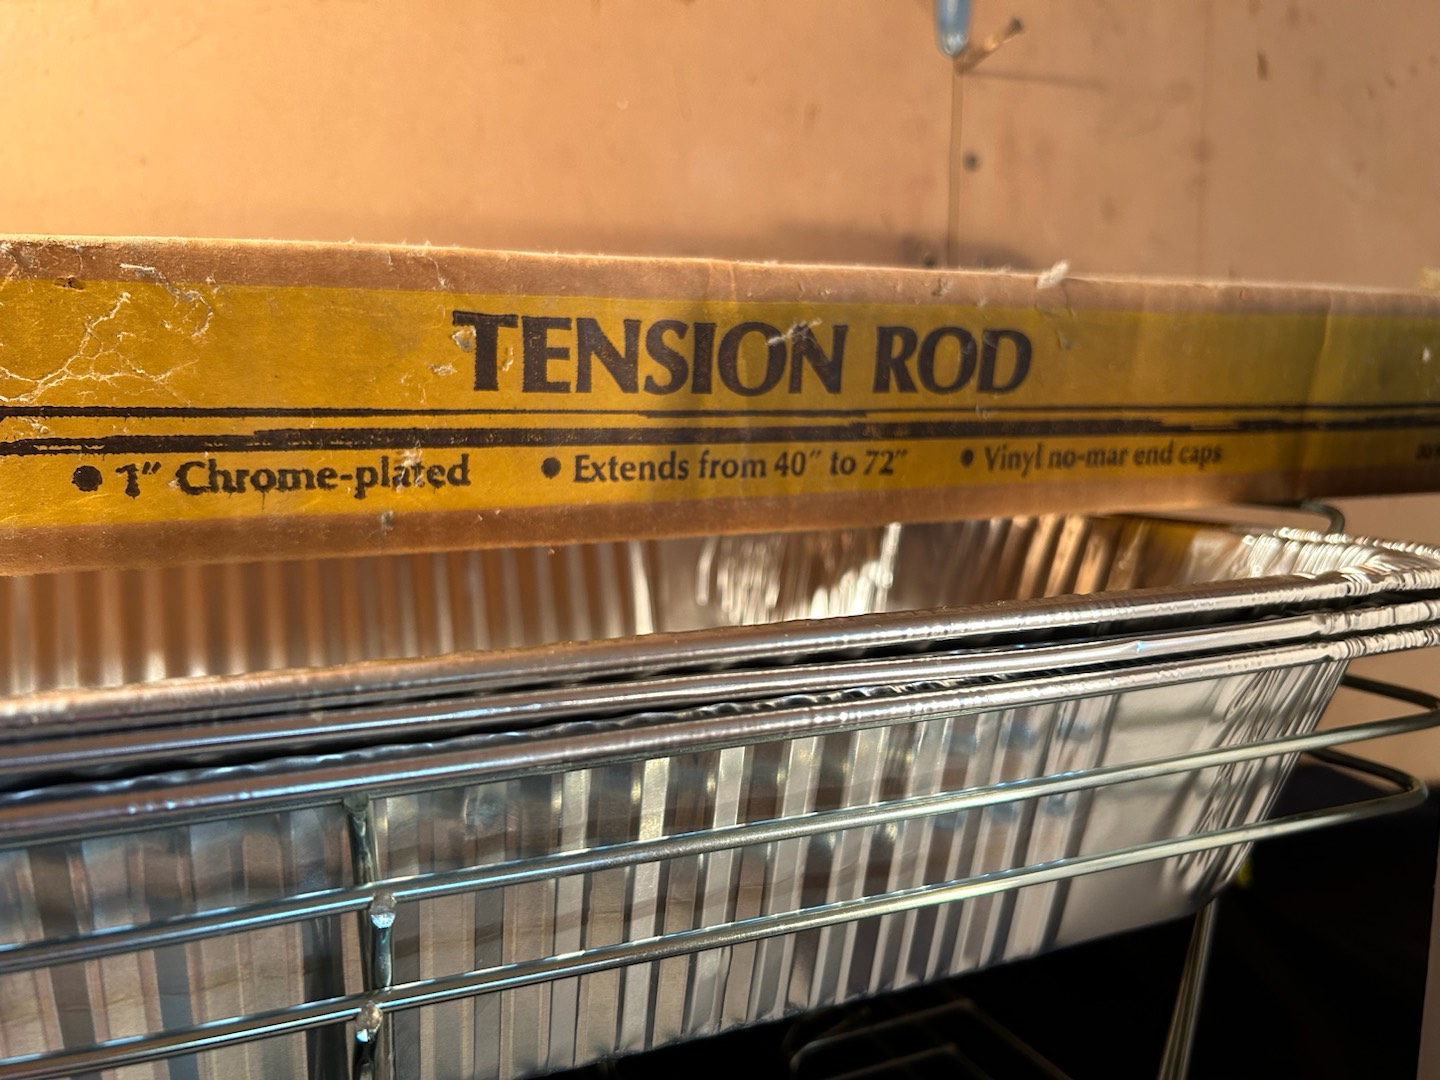 TENSION ROD
● 1" Chrome-plated ● Extends from 40" to 72" ● Vinyl no-mar end caps